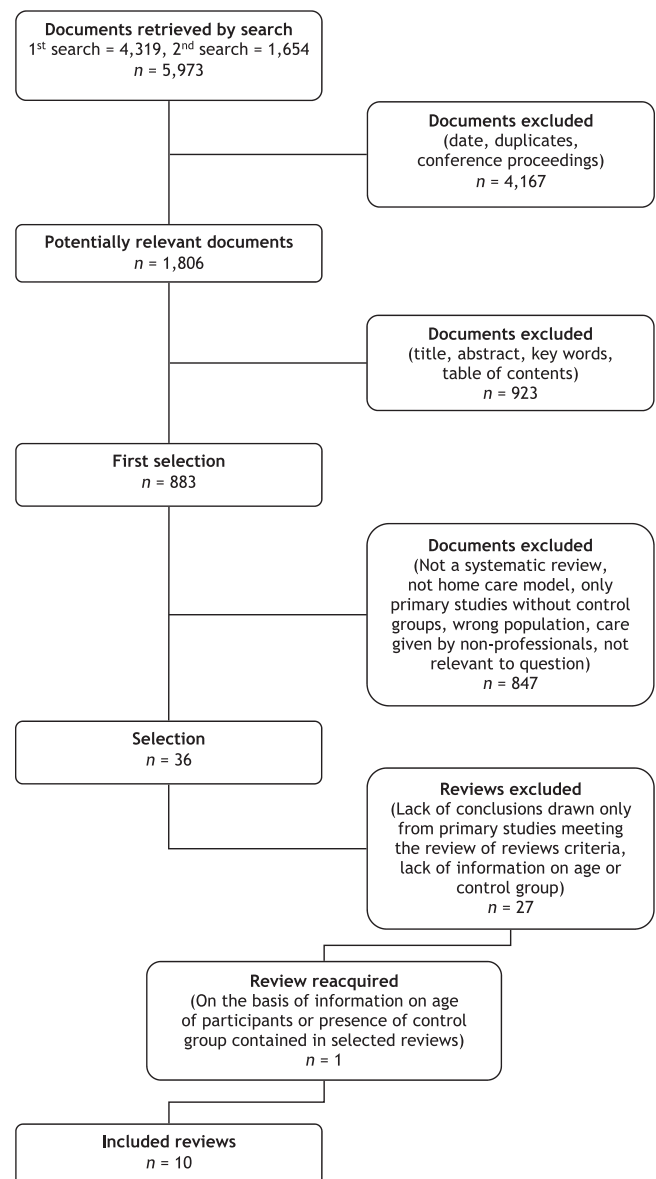 Documents retrieved by search
1st search = 4,319, 2nd search = 1,654
n = 5,973
Documents excluded
(date, duplicates,
conference proceedings)
n = 4,167
Potentially relevant documents
n = 1,806
Documents excluded
(title, abstract, key words,
table of contents)
n = 923
First selection
n = 883
Documents excluded
(Not a systematic review,
not home care model, only
primary studies without control
groups, wrong population, care
given by non-professionals, not
relevant to question)
n = 847
Selection
n = 36
Reviews excluded
(Lack of conclusions drawn only
from primary studies meeting
the review of reviews criteria,
lack of information on age or
control group)
n = 27
Review reacquired
(On the basis of information on age
of participants or presence of control
group contained in selected reviews)
n = 1
Included reviews
n = 10